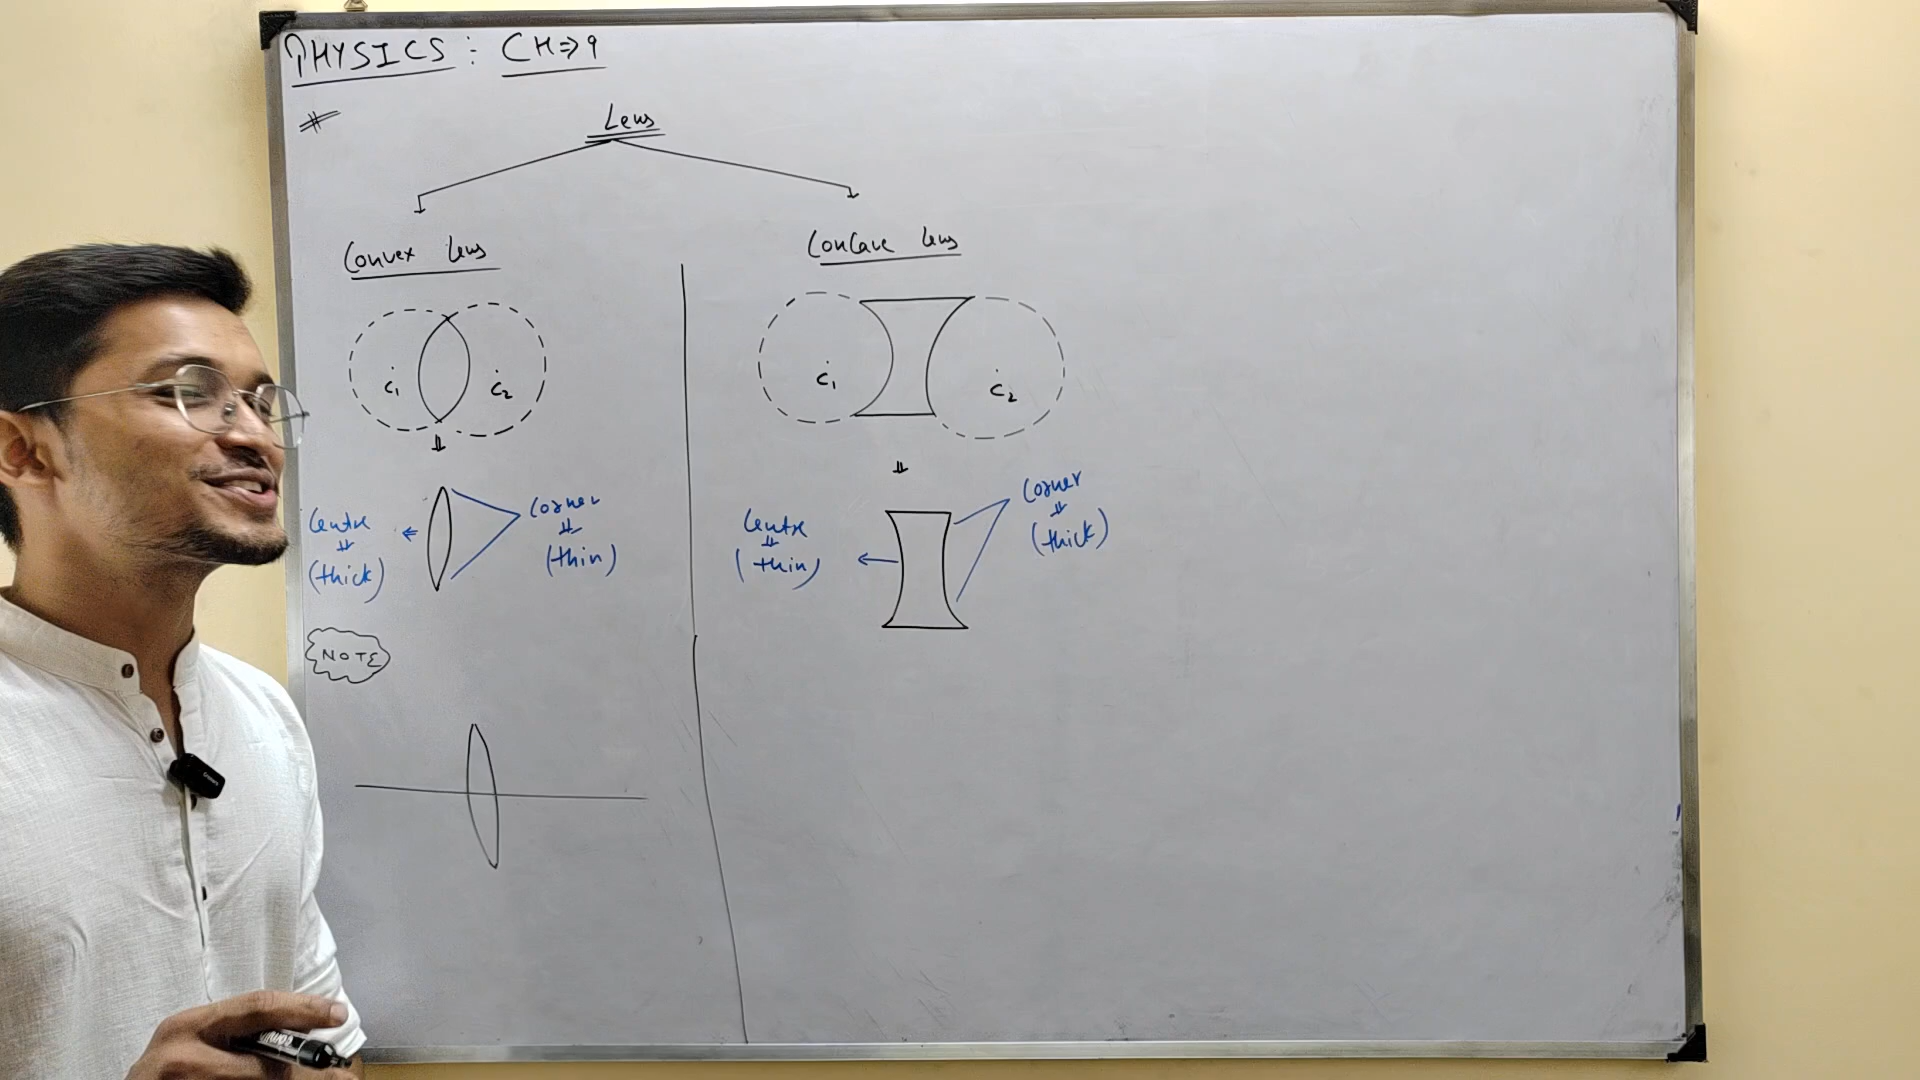 PHYSICS : CH⇒9
#
Lens
Convex Lens
Concave Lens
C1
C2
C1
C2
Centre
⇓
(thick)
Corner
⇓
(thin)
Centre
⇓
(thin)
Corner
⇓
(thick)
NOTE